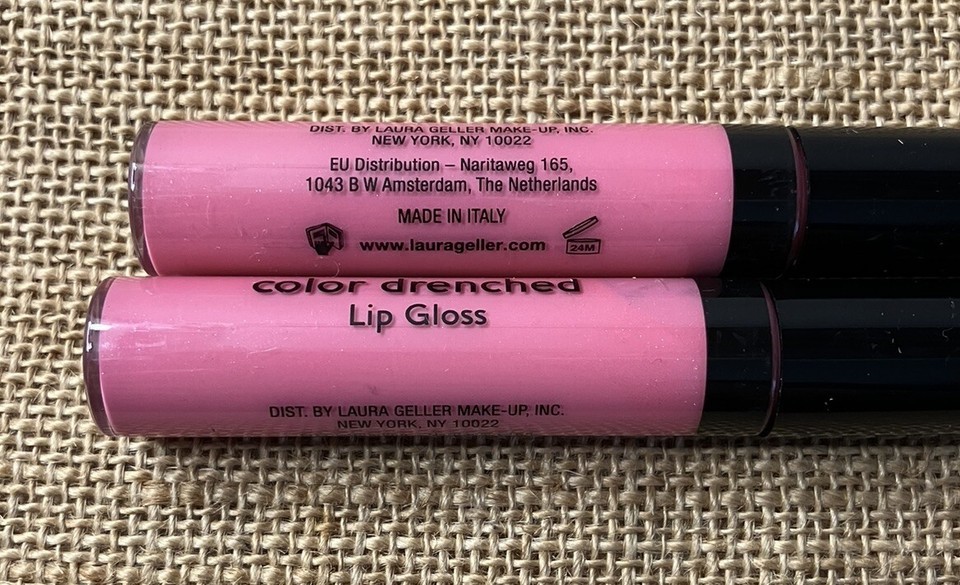 DIST. BY LAURA GELLER MAKE-UP, INC.
NEW YORK, NY 10022
EU Distribution – Naritaweg 165,
1043 B W Amsterdam, The Netherlands
MADE IN ITALY
www.laurageller.com
24M
color drenched
Lip Gloss
DIST. BY LAURA GELLER MAKE-UP, INC.
NEW YORK, NY 10022